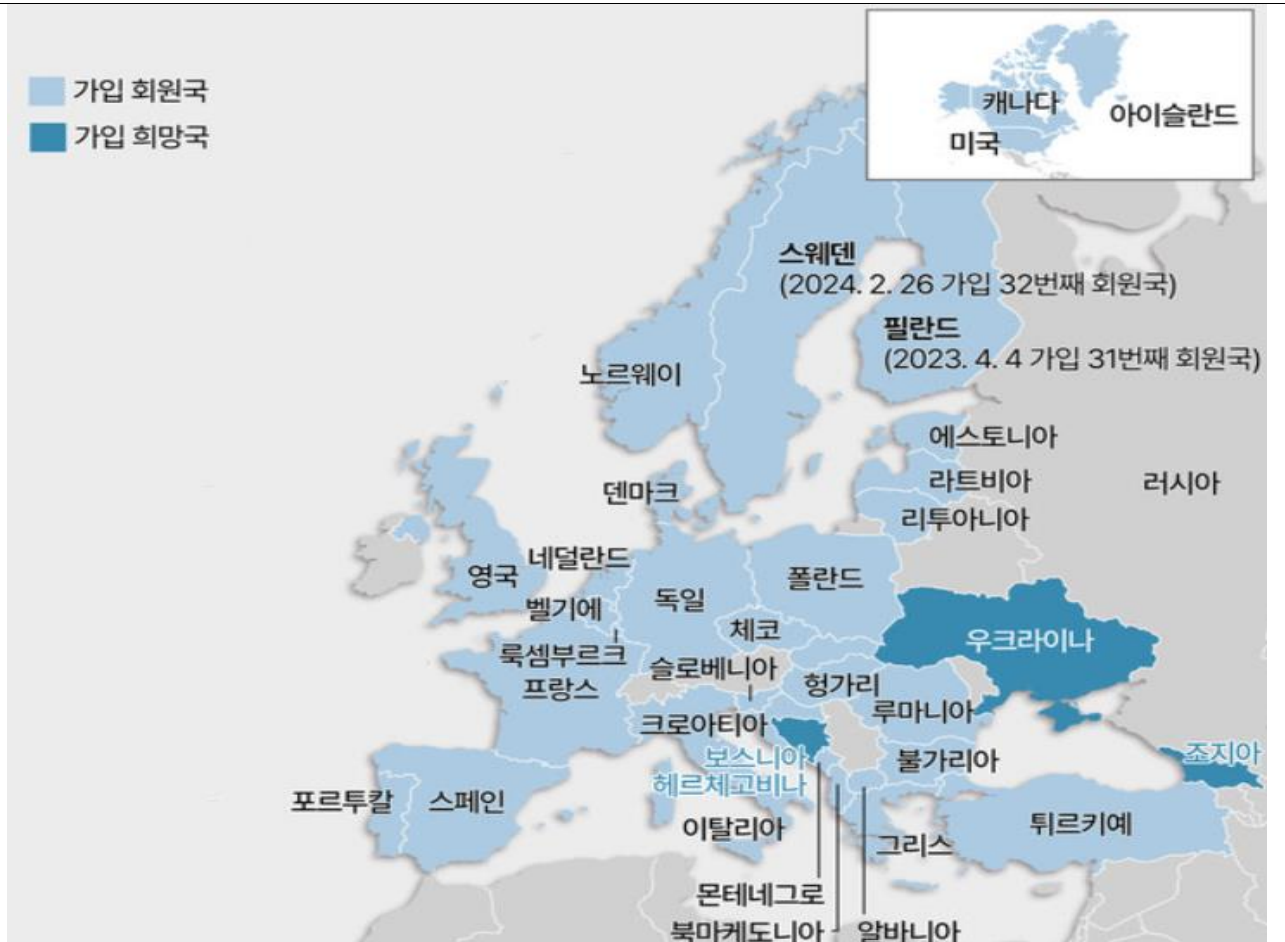 가입 회원국
가입 희망국
캐나다
아이슬란드
미국
스웨덴
(2024. 2. 26 가입 32번째 회원국)
필란드
(2023. 4. 4 가입 31번째 회원국)
노르웨이
에스토니아
라트비아
러시아
덴마크
리투아니아
네덜란드
영국
폴란드
독일
벨기에
체코
우크라이나
룩셈부르크
슬로베니아
프랑스
헝가리
루마니아
크로아티아
보스니아
헤르체고비나
불가리아
조지아
포르투칼
스페인
이탈리아
튀르키예
그리스
몬테네그로
북마케도니아
알바니아